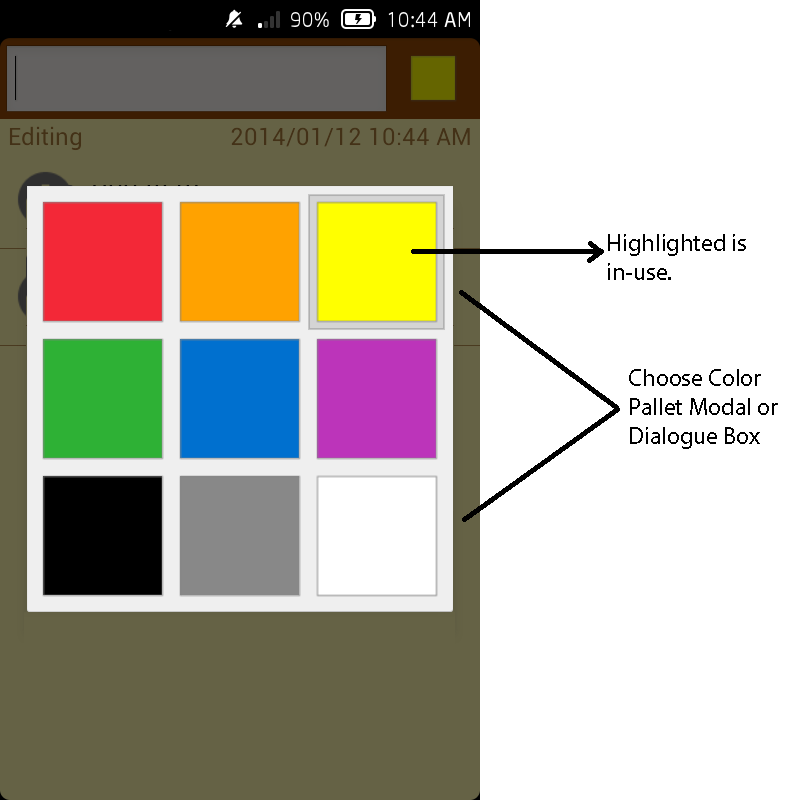 90% 10:44 AM
Editing 2014/01/12 10:44 AM
Highlighted is
in-use.
Choose Color
Pallet Modal or
Dialogue Box